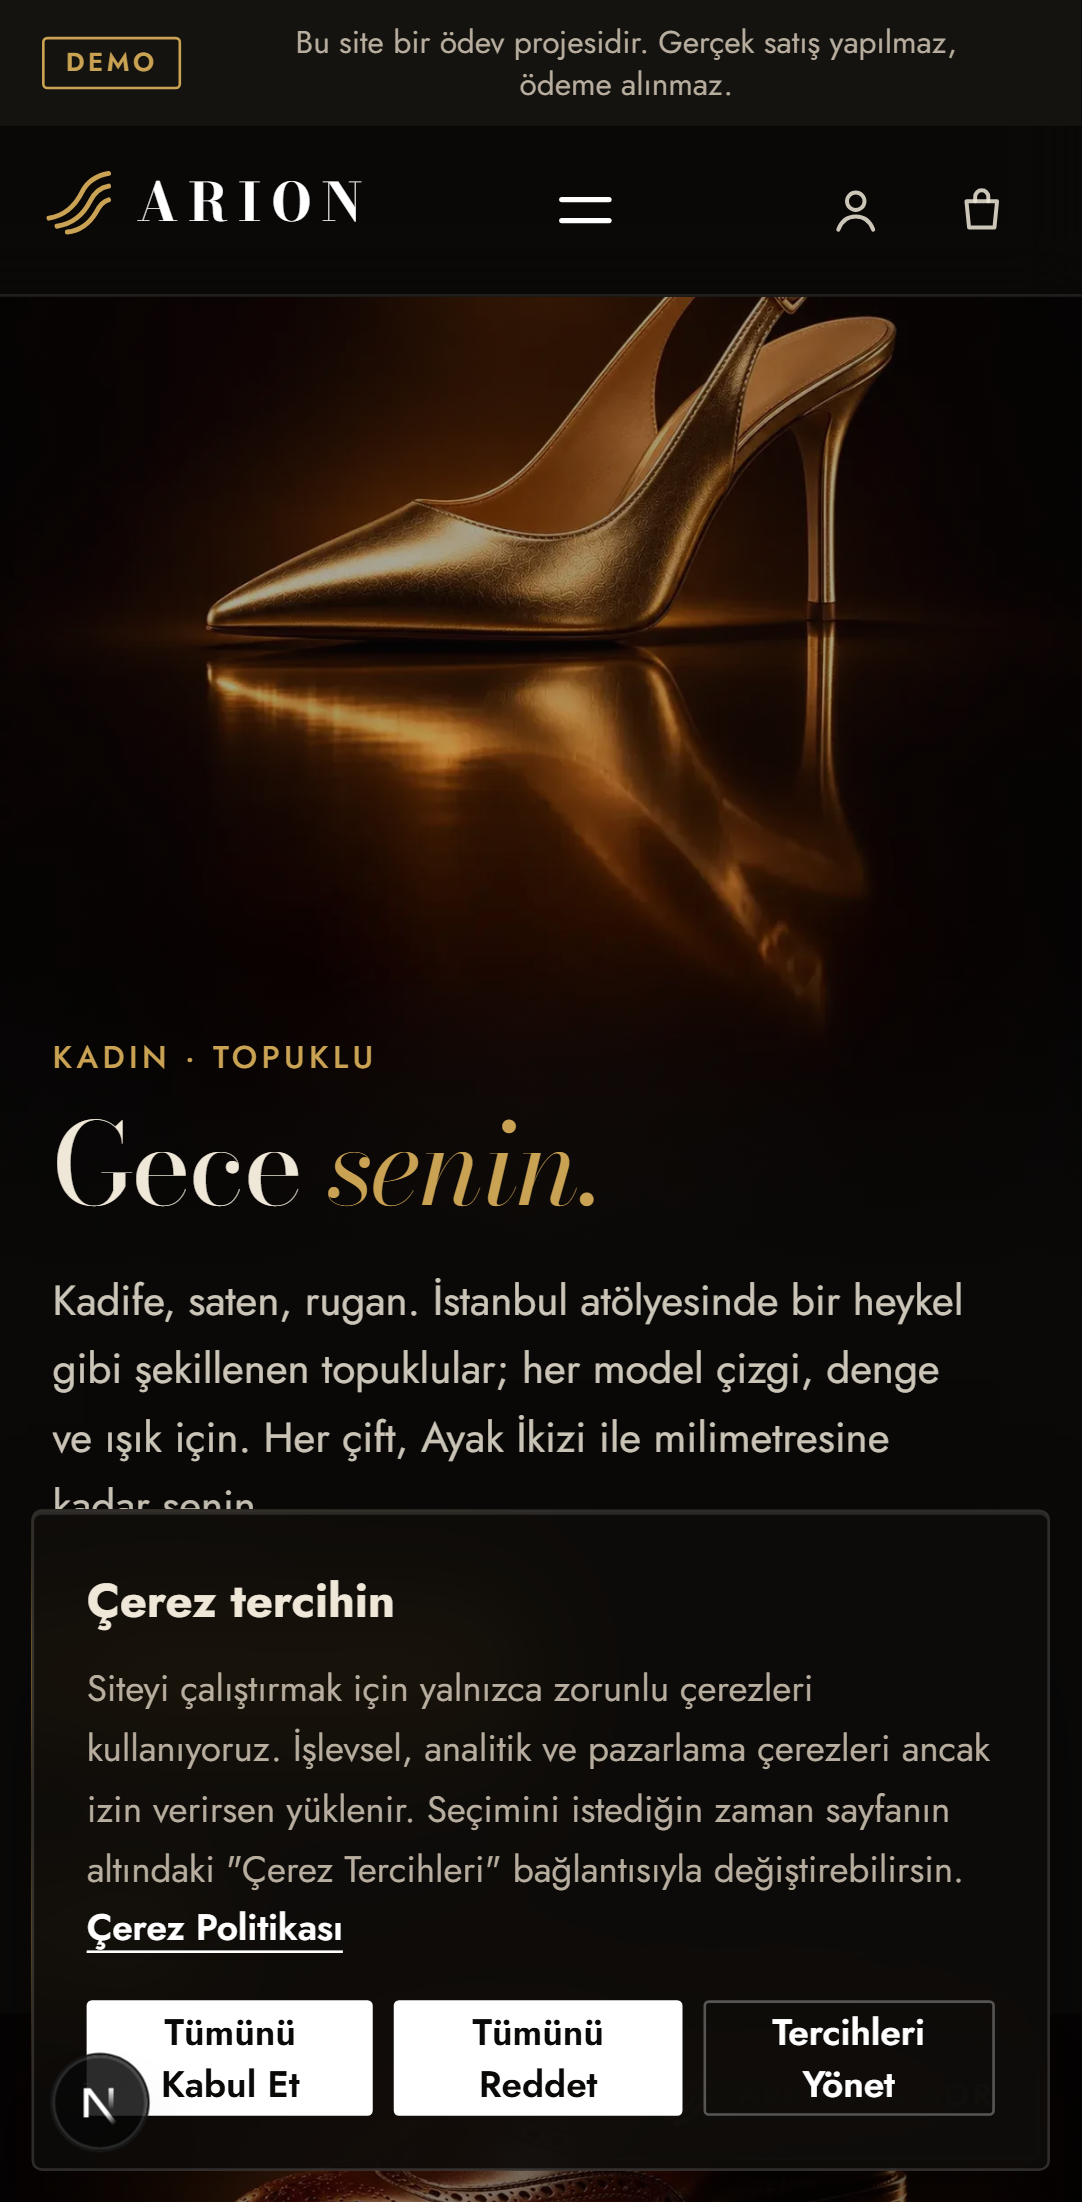 DEMO
Bu site bir ödev projesidir. Gerçek satış yapılmaz,
ödeme alınmaz.
ARION
KADIN · TOPUKLU
Gece senin.
Kadife, saten, rugan. İstanbul atölyesinde bir heykel
gibi şekillenen topuklular; her model çizgi, denge
ve ışık için. Her çift, Ayak İkizi ile milimetresine
kadar senin
Çerez tercihin
Siteyi çalıştırmak için yalnızca zorunlu çerezleri
kullanıyoruz. İşlevsel, analitik ve pazarlama çerezleri ancak
izin verirsen yüklenir. Seçimini istediğin zaman sayfanın
altındaki "Çerez Tercihleri" bağlantısıyla değiştirebilirsin.
Çerez Politikası
Tümünü
Kabul Et
Tümünü
Reddet
Tercihleri
Yönet
N